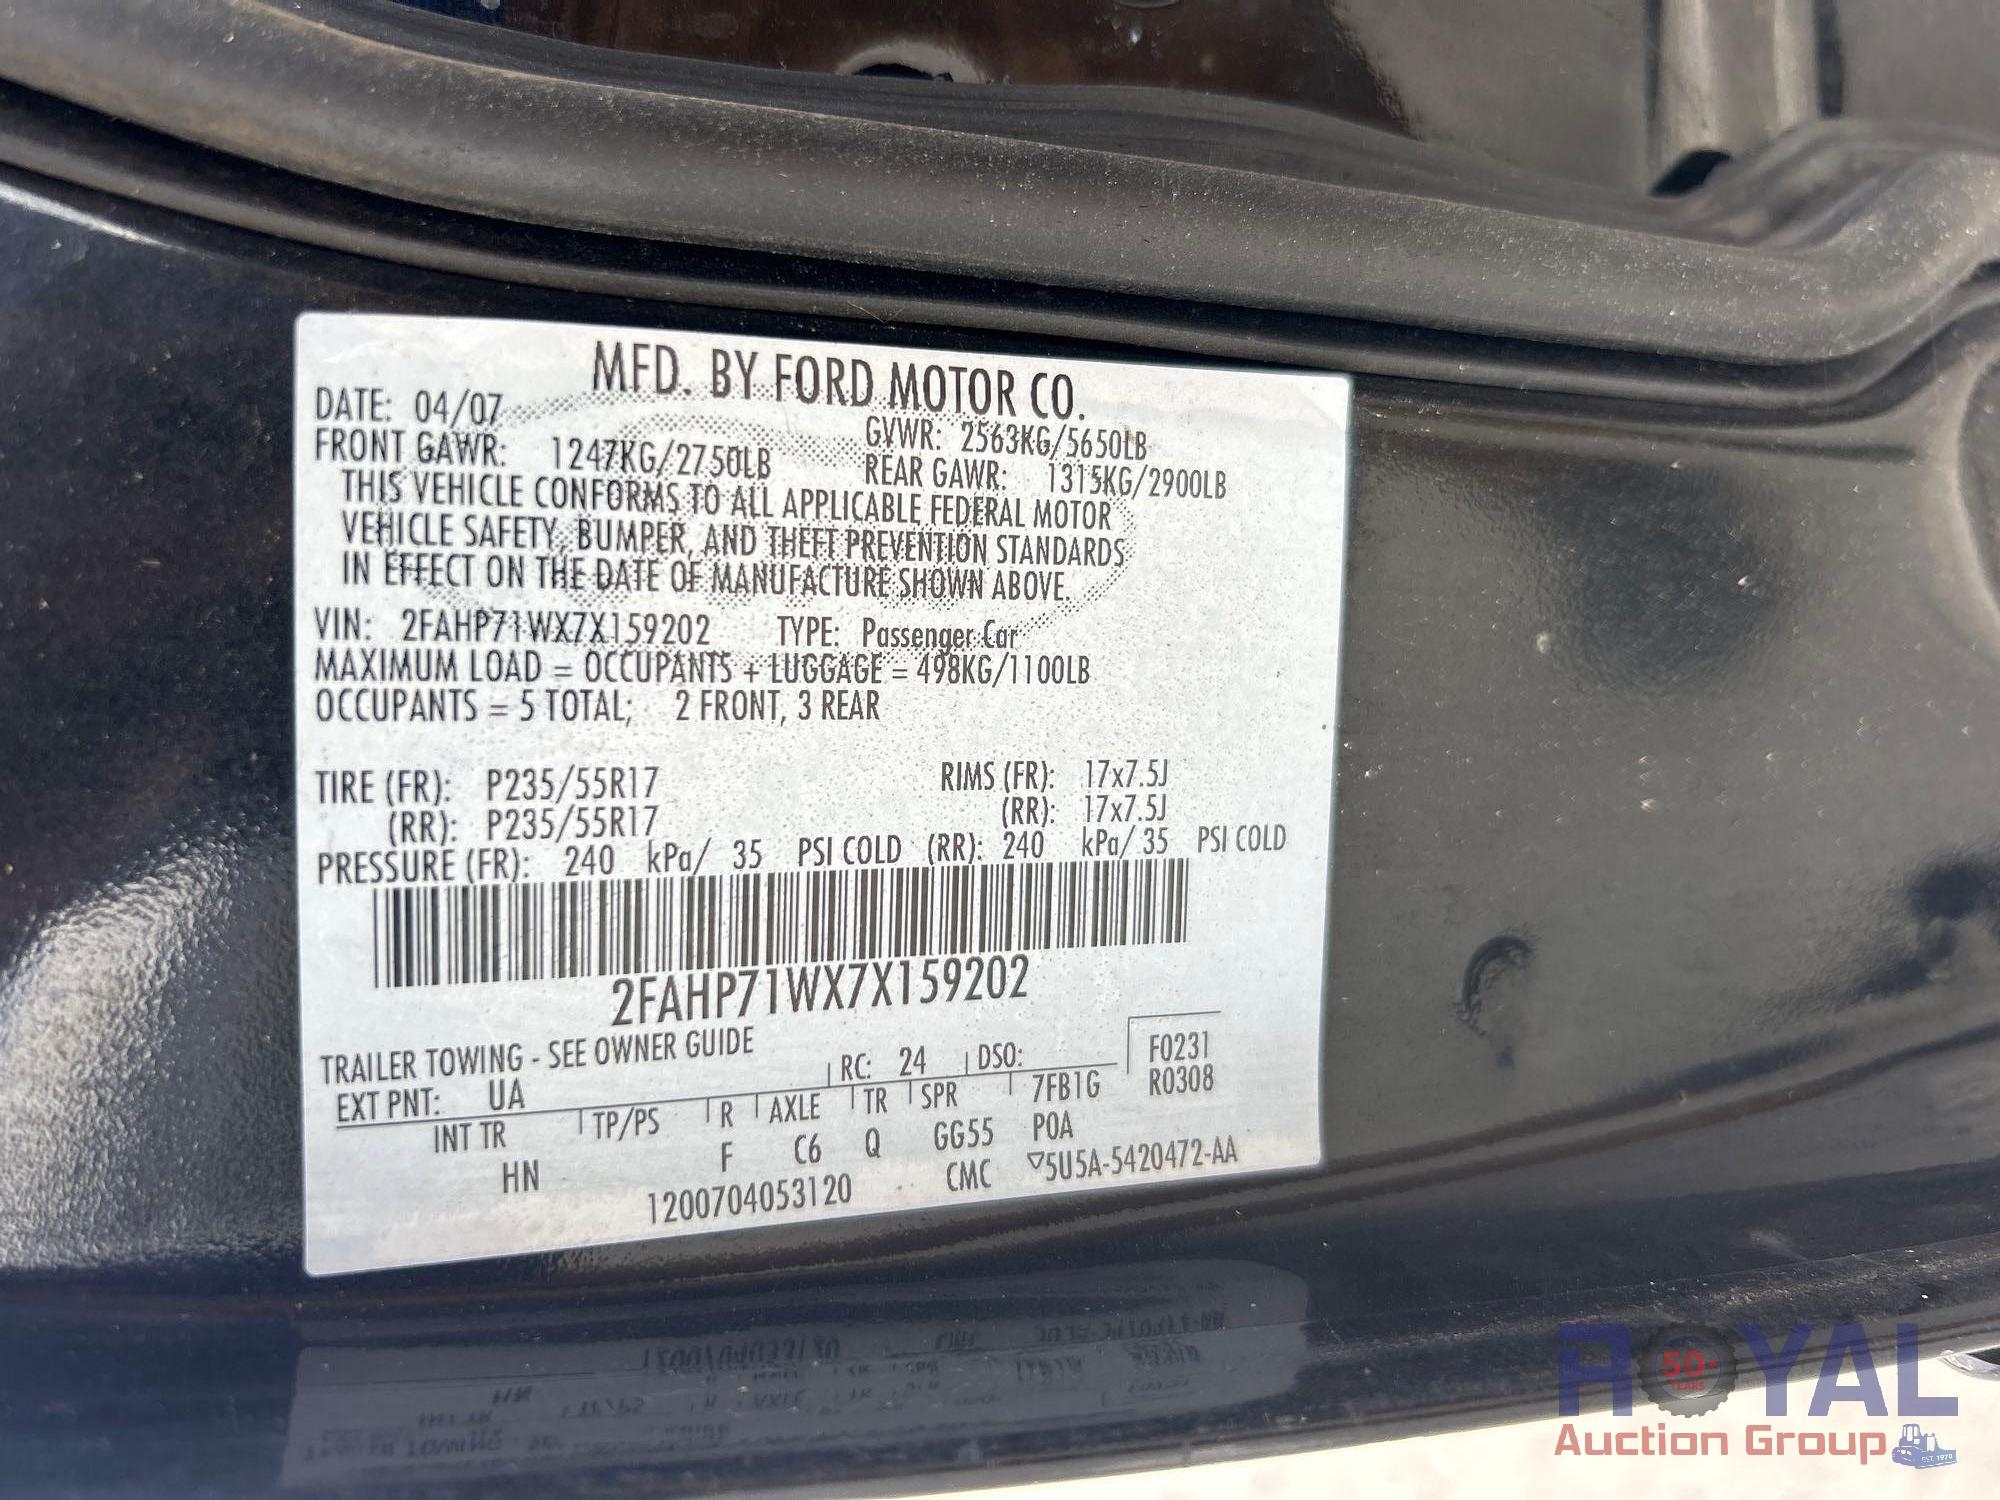 MFD. BY FORD MOTOR CO.
DATE: 04/07 GVWR: 2563KG/5650LB
FRONT GAWR: 1247KG/2750LB REAR GAWR: 1315KG/2900LB
THIS VEHICLE CONFORMS TO ALL APPLICABLE FEDERAL MOTOR
VEHICLE SAFETY, BUMPER, AND THEFT PREVENTION STANDARDS
IN EFFECT ON THE DATE OF MANUFACTURE SHOWN ABOVE.
VIN: 2FAHP71WX7X159202 TYPE: Passenger Car
MAXIMUM LOAD = OCCUPANTS + LUGGAGE = 498KG/1100LB
OCCUPANTS = 5 TOTAL; 2 FRONT, 3 REAR
TIRE (FR): P235/55R17 RIMS (FR): 17x7.5J
(RR): P235/55R17 (RR): 17x7.5J
PRESSURE (FR): 240 kPa/ 35 PSI COLD (RR): 240 kPa/ 35 PSI COLD
2FAHP71WX7X159202
TRAILER TOWING - SEE OWNER GUIDE
EXT PNT: UA RC: 24 DSO: F0231
INT TR TP/PS R AXLE TR SPR 7FB1G R0308
HN F C6 Q GG55 POA
1200704053120 CMC ▽5U5A-5420472-AA
ROYAL
50+
YEARS
Auction Group
EST. 1970